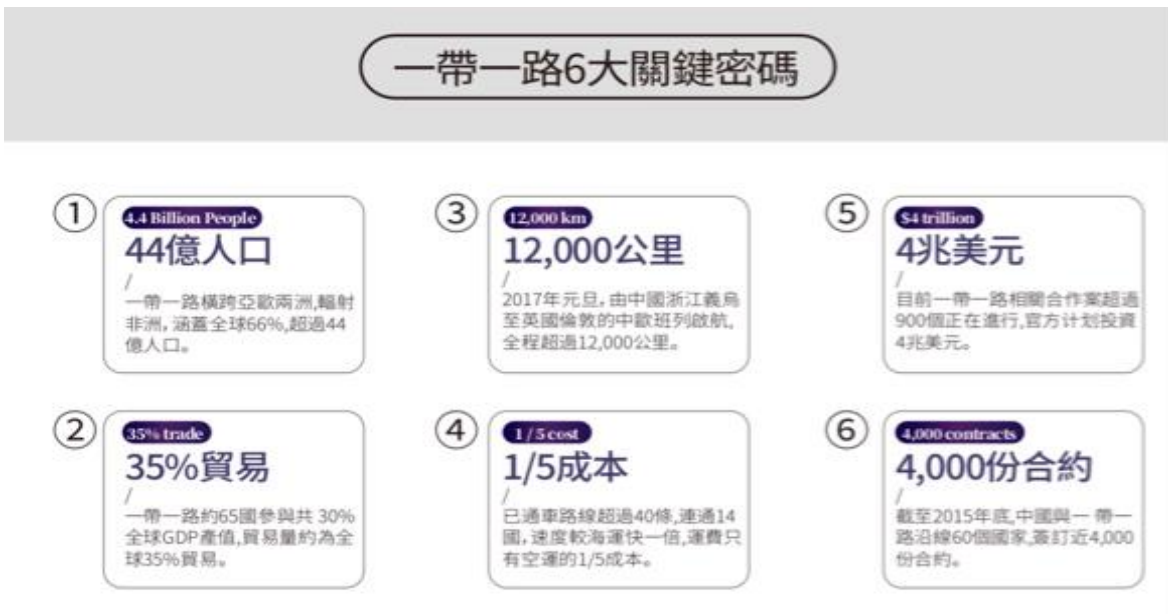 一帶一路6大關鍵密碼
①
4.4 Billion People
44億人口
/
一帶一路橫跨亞歐兩洲,輻射
非洲，涵蓋全球66%,超過44
億人口。
②
35% trade
35%貿易
/
一帶一路約65國參與共 30%
全球GDP產值,貿易量約為全
球35%貿易。
③
12,000 km
12,000公里
/
2017年元旦，由中國浙江義烏
至英國倫敦的中歐班列啟航,
全程超過12,000公里。
④
1 / 5 cost
1/5成本
/
已通車路線超過40條,連通14
國，速度較海運快一倍,運費只
有空運的1/5成本。
⑤
$4 trillion
4兆美元
/
目前一帶一路相關合作案超過
900個正在進行,官方计划投資
4兆美元。
⑥
4,000 contracts
4,000份合約
/
截至2015年底,中國與一 帶一
路沿線60個國家,簽訂近4,000
份合約。